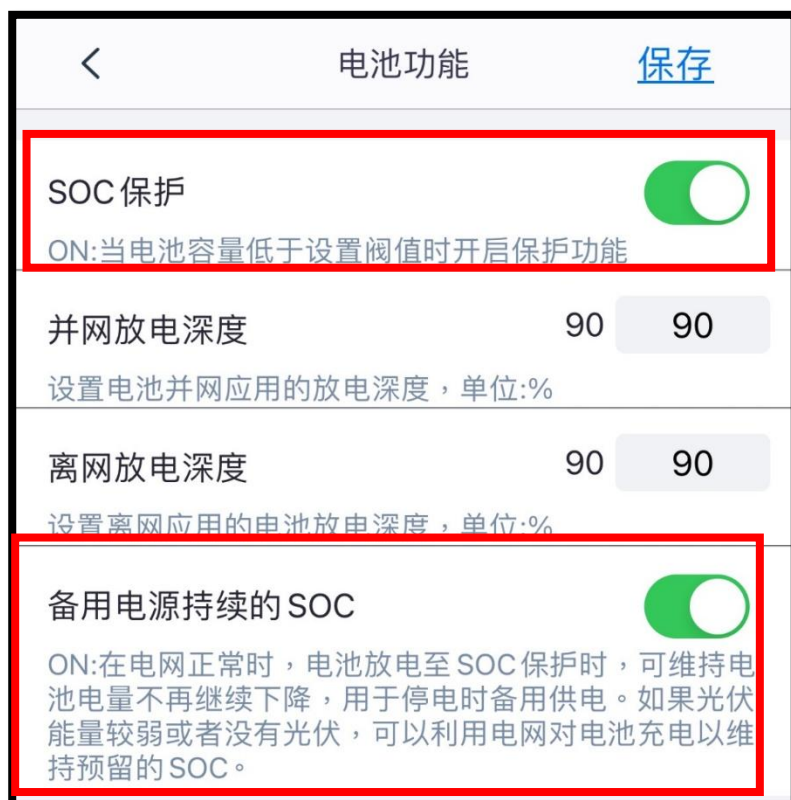 电池功能 保存
SOC保护
ON:当电池容量低于设置阀值时开启保护功能
并网放电深度 90 90
设置电池并网应用的放电深度，单位:%
离网放电深度 90 90
设置离网应用的电池放电深度，单位:%
备用电源持续的SOC
ON:在电网正常时，电池放电至SOC保护时，可维持电
池电量不再继续下降，用于停电时备用供电。如果光伏
能量较弱或者没有光伏，可以利用电网对电池充电以维
持预留的SOC。